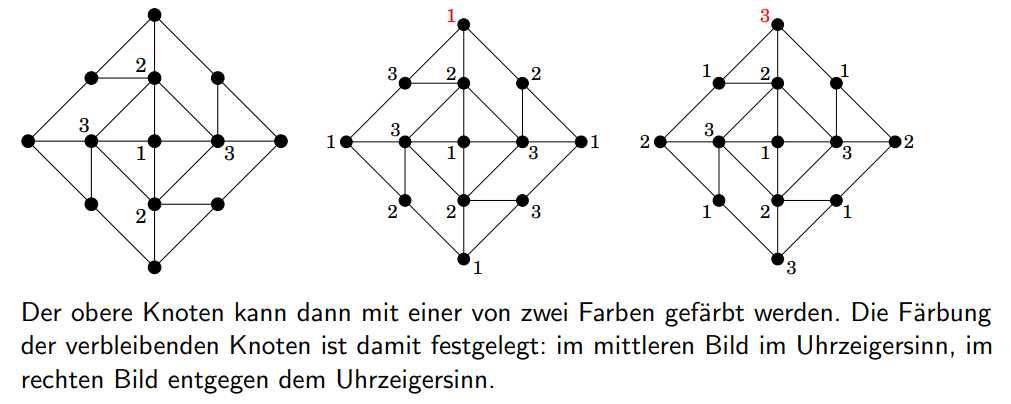 2
3
1
3
2
1
3 2 2
1 3 1
1 3
2 2 3
1
3
1 2 1
2 3 2
1 3
1 2 1
3
Der obere Knoten kann dann mit einer von zwei Farben gefärbt werden. Die Färbung
der verbleibenden Knoten ist damit festgelegt: im mittleren Bild im Uhrzeigersinn, im
rechten Bild entgegen dem Uhrzeigersinn.